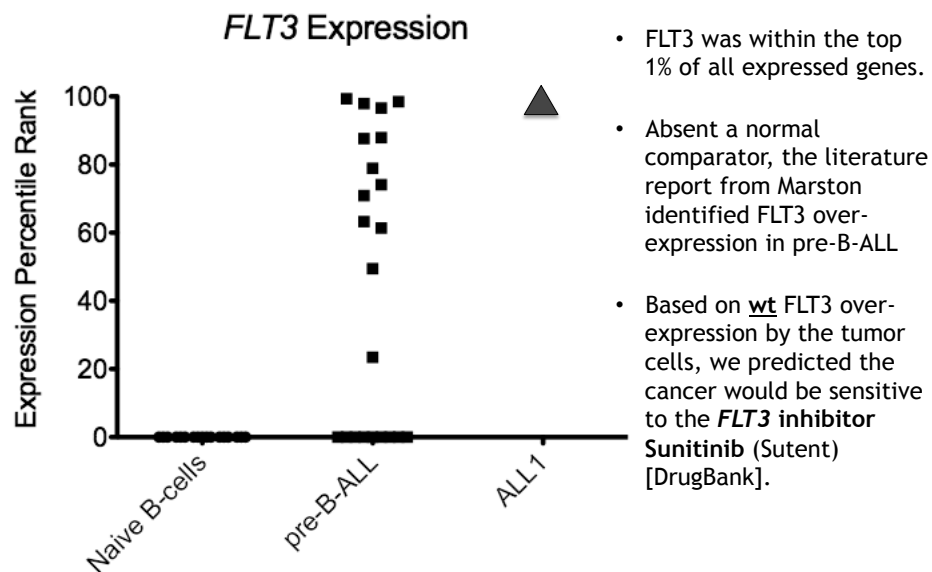 FLT3 Expression
Expression Percentile Rank
100
80
60
40
20
0
Naive B-cells
pre-B-ALL
ALL1
• FLT3 was within the top
1% of all expressed genes.
• Absent a normal
comparator, the literature
report from Marston
identified FLT3 over-
expression in pre-B-ALL
• Based on wt FLT3 over-
expression by the tumor
cells, we predicted the
cancer would be sensitive
to the FLT3 inhibitor
Sunitinib (Sutent)
[DrugBank].